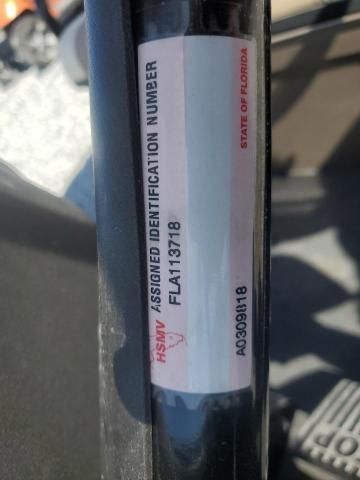 HSMV ASSIGNED IDENTIFICATION NUMBER
FLA113718
STATE OF FLORIDA
A0309818